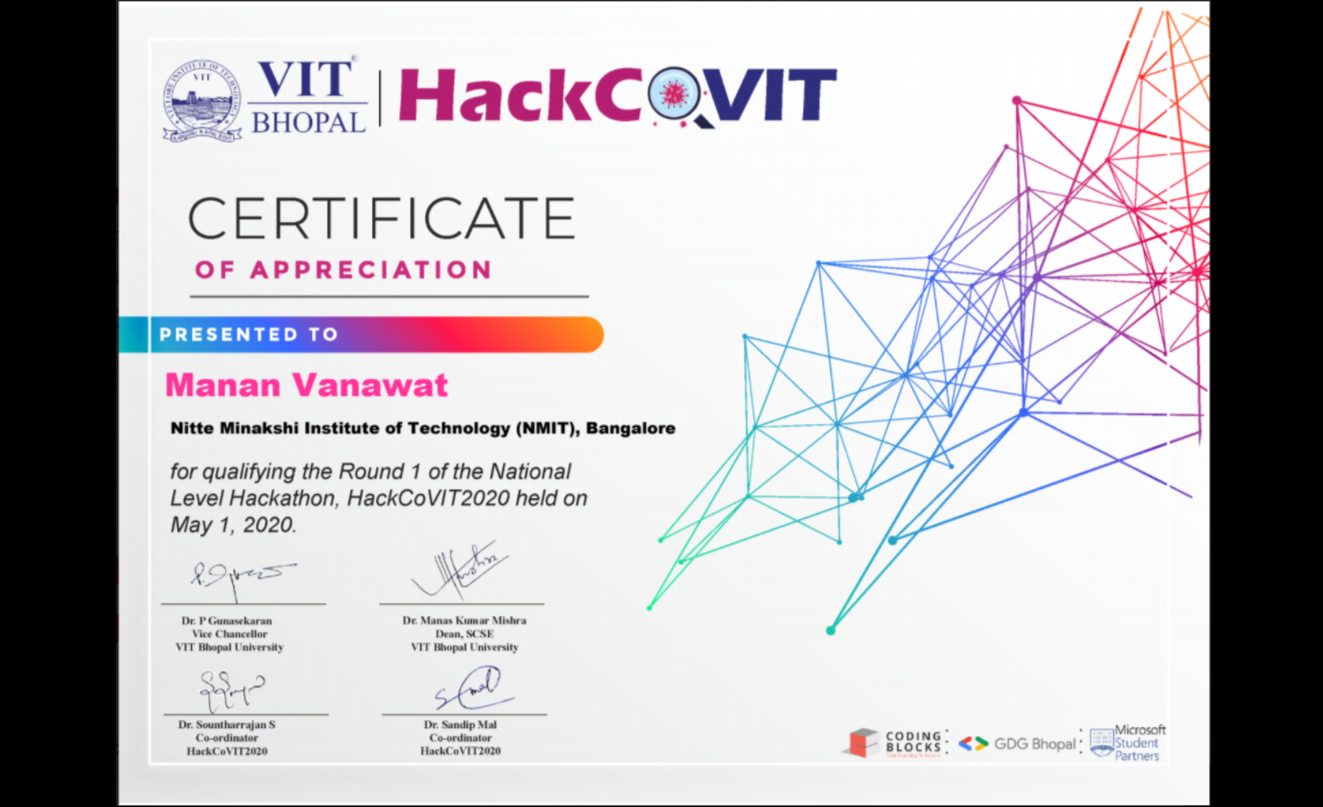 VIT®
BHOPAL
HackCOVIT
CERTIFICATE
OF APPRECIATION
PRESENTED TO
Manan Vanawat
Nitte Minakshi Institute of Technology (NMIT), Bangalore
for qualifying the Round 1 of the National
Level Hackathon, HackCoVIT2020 held on
May 1, 2020.
Dr. P Gunasekaran
Vice Chancellor
VIT Bhopal University
Dr. Manas Kumar Mishra
Dean, SCSE
VIT Bhopal University
Dr. Sountharrajan S
Co-ordinator
HackCoVIT2020
Dr. Sandip Mal
Co-ordinator
HackCoVIT2020
CODING
BLOCKS
GDG Bhopal
Microsoft
Student
Partners